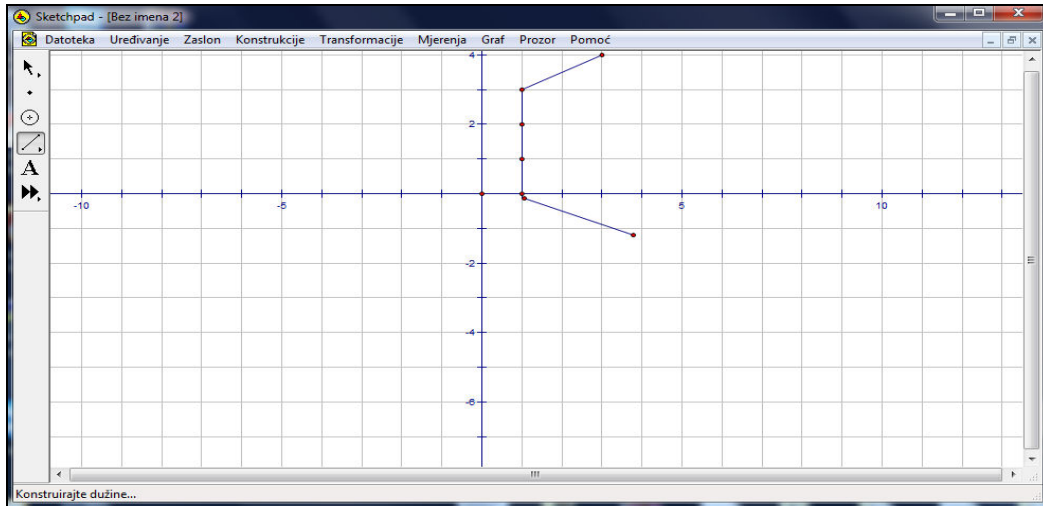 Sketchpad - [Bez imena 2]
Datoteka Uređivanje Zaslon Konstrukcije Transformacije Mjerenja Graf Prozor Pomoć
A
4
2
-10 -5 5 10
-2
-4
-6
Konstruirajte dužine...